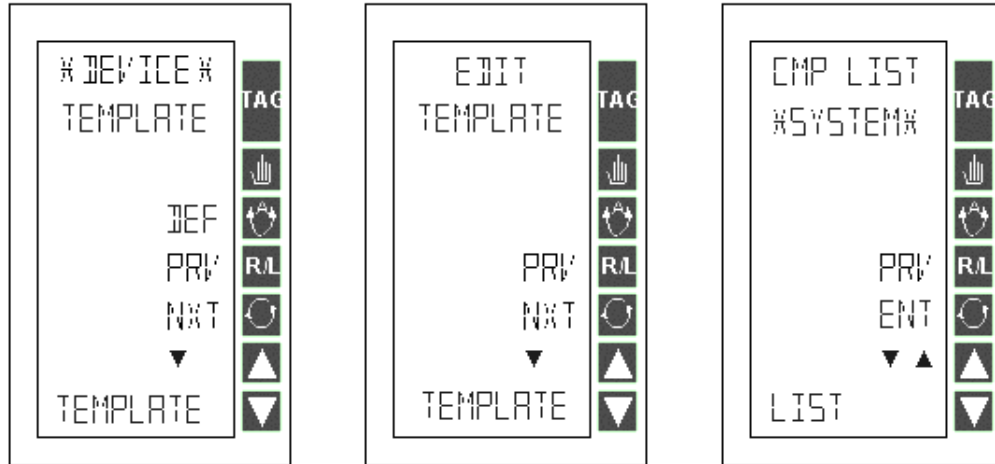 *DEVICE*
TEMPLATE
DEF
PRV
NXT
TEMPLATE
TAG
A
R/L
EDIT
TEMPLATE
PRV
NXT
TEMPLATE
TAG
A
R/L
CMP LIST
*SYSTEM*
PRV
ENT
LIST
TAG
A
R/L